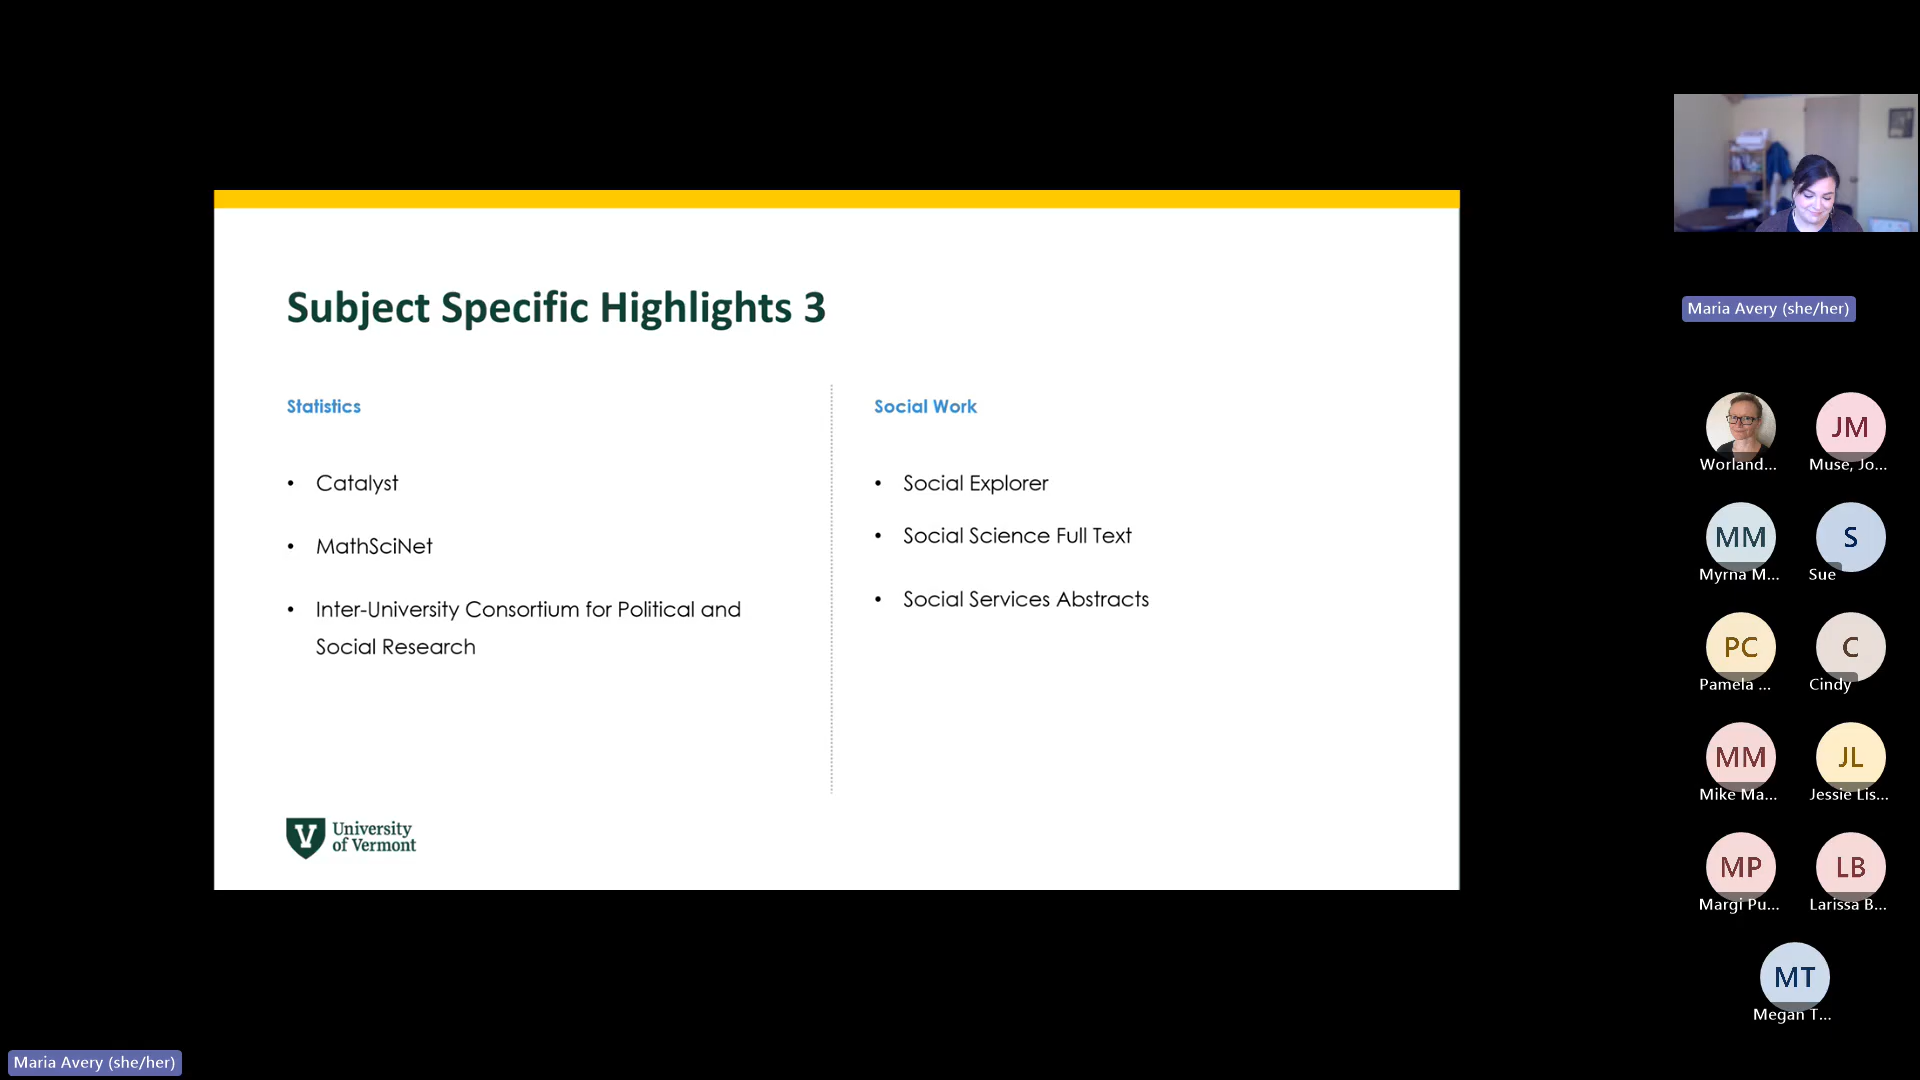 Subject Specific Highlights 3
Statistics
• Catalyst
• MathSciNet
• Inter-University Consortium for Political and
Social Research
Social Work
• Social Explorer
• Social Science Full Text
• Social Services Abstracts
V University
of Vermont
Maria Avery (she/her)
Worland...
JM
Muse, Jo...
MM
Myrna M...
S
Sue
PC
Pamela ...
C
Cindy
MM
Mike Ma...
JL
Jessie Lis...
MP
Margi Pu...
LB
Larissa B...
MT
Megan T...
Maria Avery (she/her)